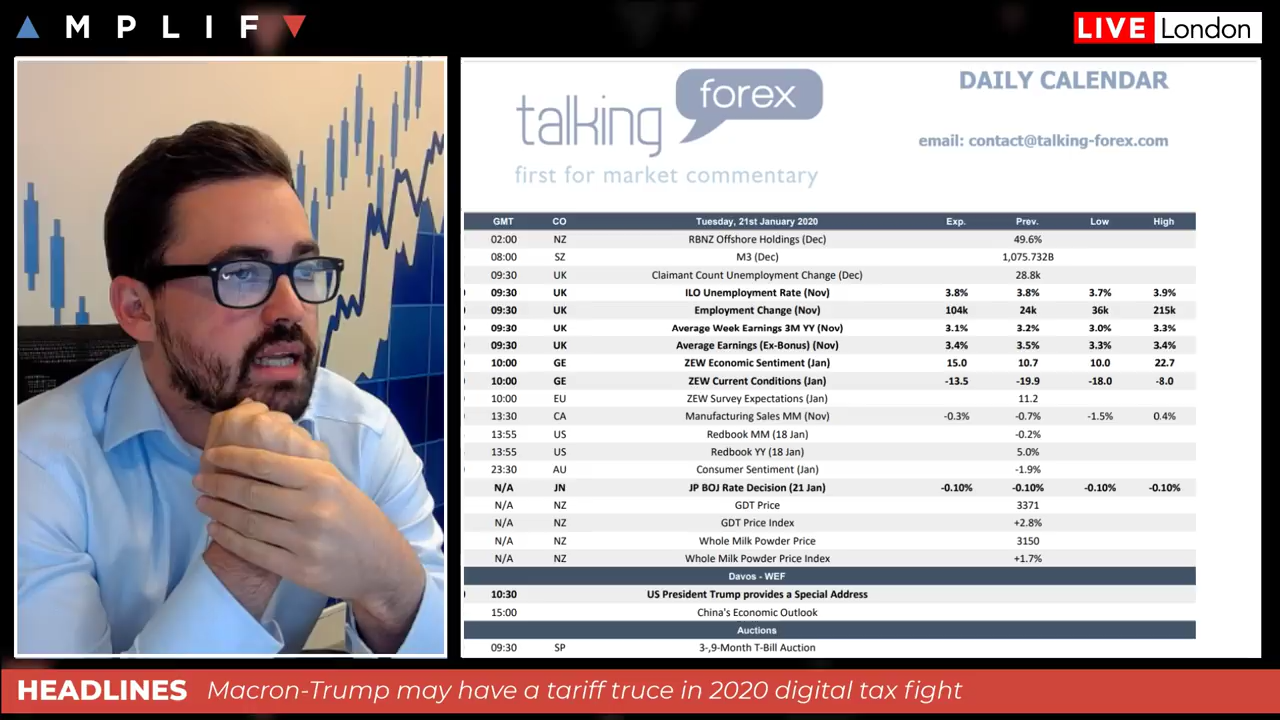 ▲ M P L I F ▼
LIVE London
talking forex
first for market commentary
DAILY CALENDAR
email: contact@talking-forex.com
GMT CO Tuesday, 21st January 2020 Exp. Prev. Low High
02:00 NZ RBNZ Offshore Holdings (Dec) 49.6%
08:00 SZ M3 (Dec) 1,075.732B
09:30 UK Claimant Count Unemployment Change (Dec) 28.8k
09:30 UK ILO Unemployment Rate (Nov) 3.8% 3.8% 3.7% 3.9%
09:30 UK Employment Change (Nov) 104k 24k 36k 215k
09:30 UK Average Week Earnings 3M YY (Nov) 3.1% 3.2% 3.0% 3.3%
09:30 UK Average Earnings (Ex-Bonus) (Nov) 3.4% 3.5% 3.3% 3.4%
10:00 GE ZEW Economic Sentiment (Jan) 15.0 10.7 10.0 22.7
10:00 GE ZEW Current Conditions (Jan) -13.5 -19.9 -18.0 -8.0
10:00 EU ZEW Survey Expectations (Jan) 11.2
13:30 CA Manufacturing Sales MM (Nov) -0.3% -0.7% -1.5% 0.4%
13:55 US Redbook MM (18 Jan) -0.2%
13:55 US Redbook YY (18 Jan) 5.0%
23:30 AU Consumer Sentiment (Jan) -1.9%
N/A JN JP BOJ Rate Decision (21 Jan) -0.10% -0.10% -0.10% -0.10%
N/A NZ GDT Price 3371
N/A NZ GDT Price Index +2.8%
N/A NZ Whole Milk Powder Price 3150
N/A NZ Whole Milk Powder Price Index +1.7%
Davos - WEF
10:30 US President Trump provides a Special Address
15:00 China's Economic Outlook
Auctions
09:30 SP 3-,9-Month T-Bill Auction
HEADLINES Macron-Trump may have a tariff truce in 2020 digital tax fight